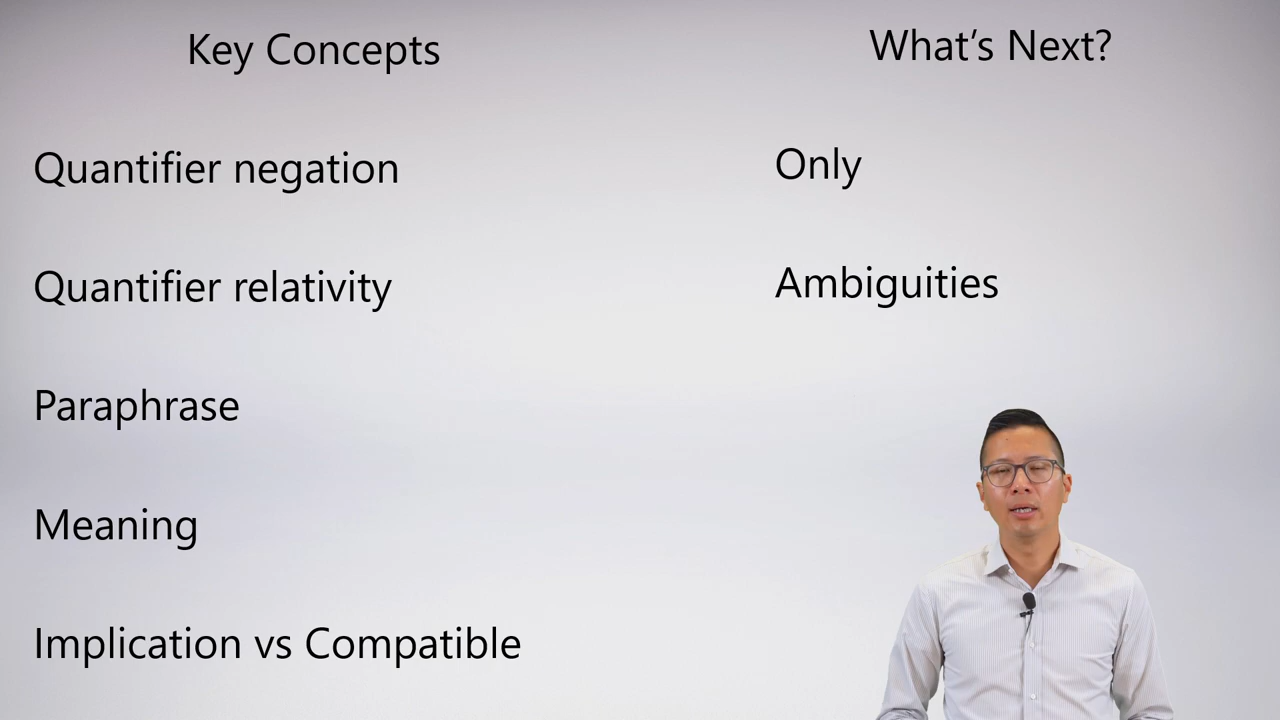 Key Concepts
Quantifier negation
Quantifier relativity
Paraphrase
Meaning
Implication vs Compatible
What’s Next?
Only
Ambiguities